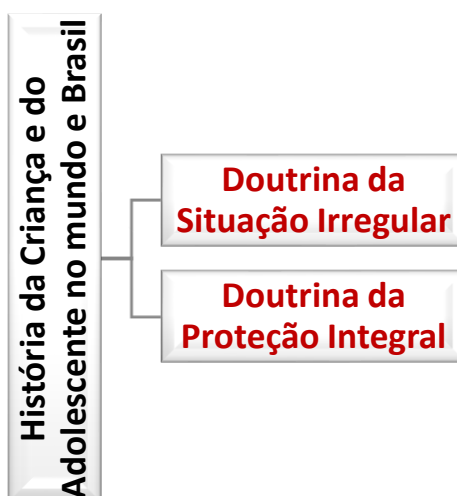 História da Criança e do
Adolescente no mundo e Brasil
Doutrina da
Situação Irregular
Doutrina da
Proteção Integral